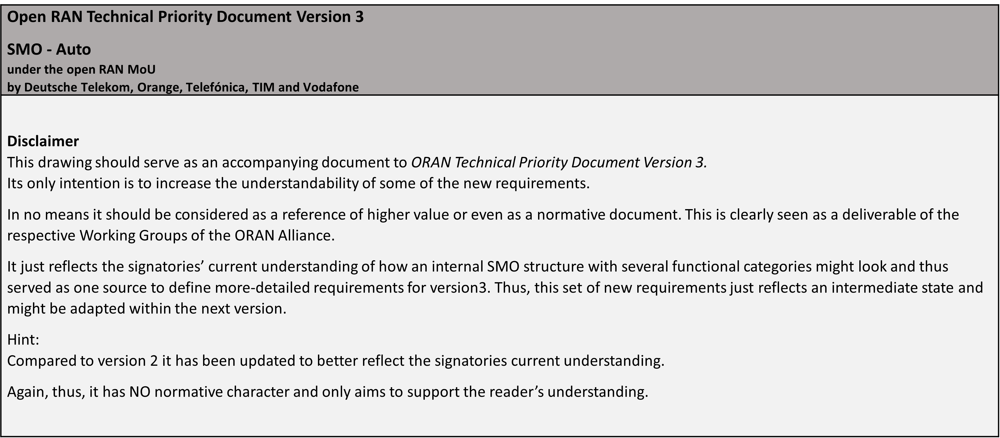 Open RAN Technical Priority Document Version 3
SMO - Auto
under the open RAN MoU
by Deutsche Telekom, Orange, Telefónica, TIM and Vodafone
Disclaimer
This drawing should serve as an accompanying document to ORAN Technical Priority Document Version 3.
Its only intention is to increase the understandability of some of the new requirements.
In no means it should be considered as a reference of higher value or even as a normative document. This is clearly seen as a deliverable of the
respective Working Groups of the ORAN Alliance.
It just reflects the signatories’ current understanding of how an internal SMO structure with several functional categories might look and thus
served as one source to define more-detailed requirements for version3. Thus, this set of new requirements just reflects an intermediate state and
might be adapted within the next version.
Hint:
Compared to version 2 it has been updated to better reflect the signatories current understanding.
Again, thus, it has NO normative character and only aims to support the reader’s understanding.